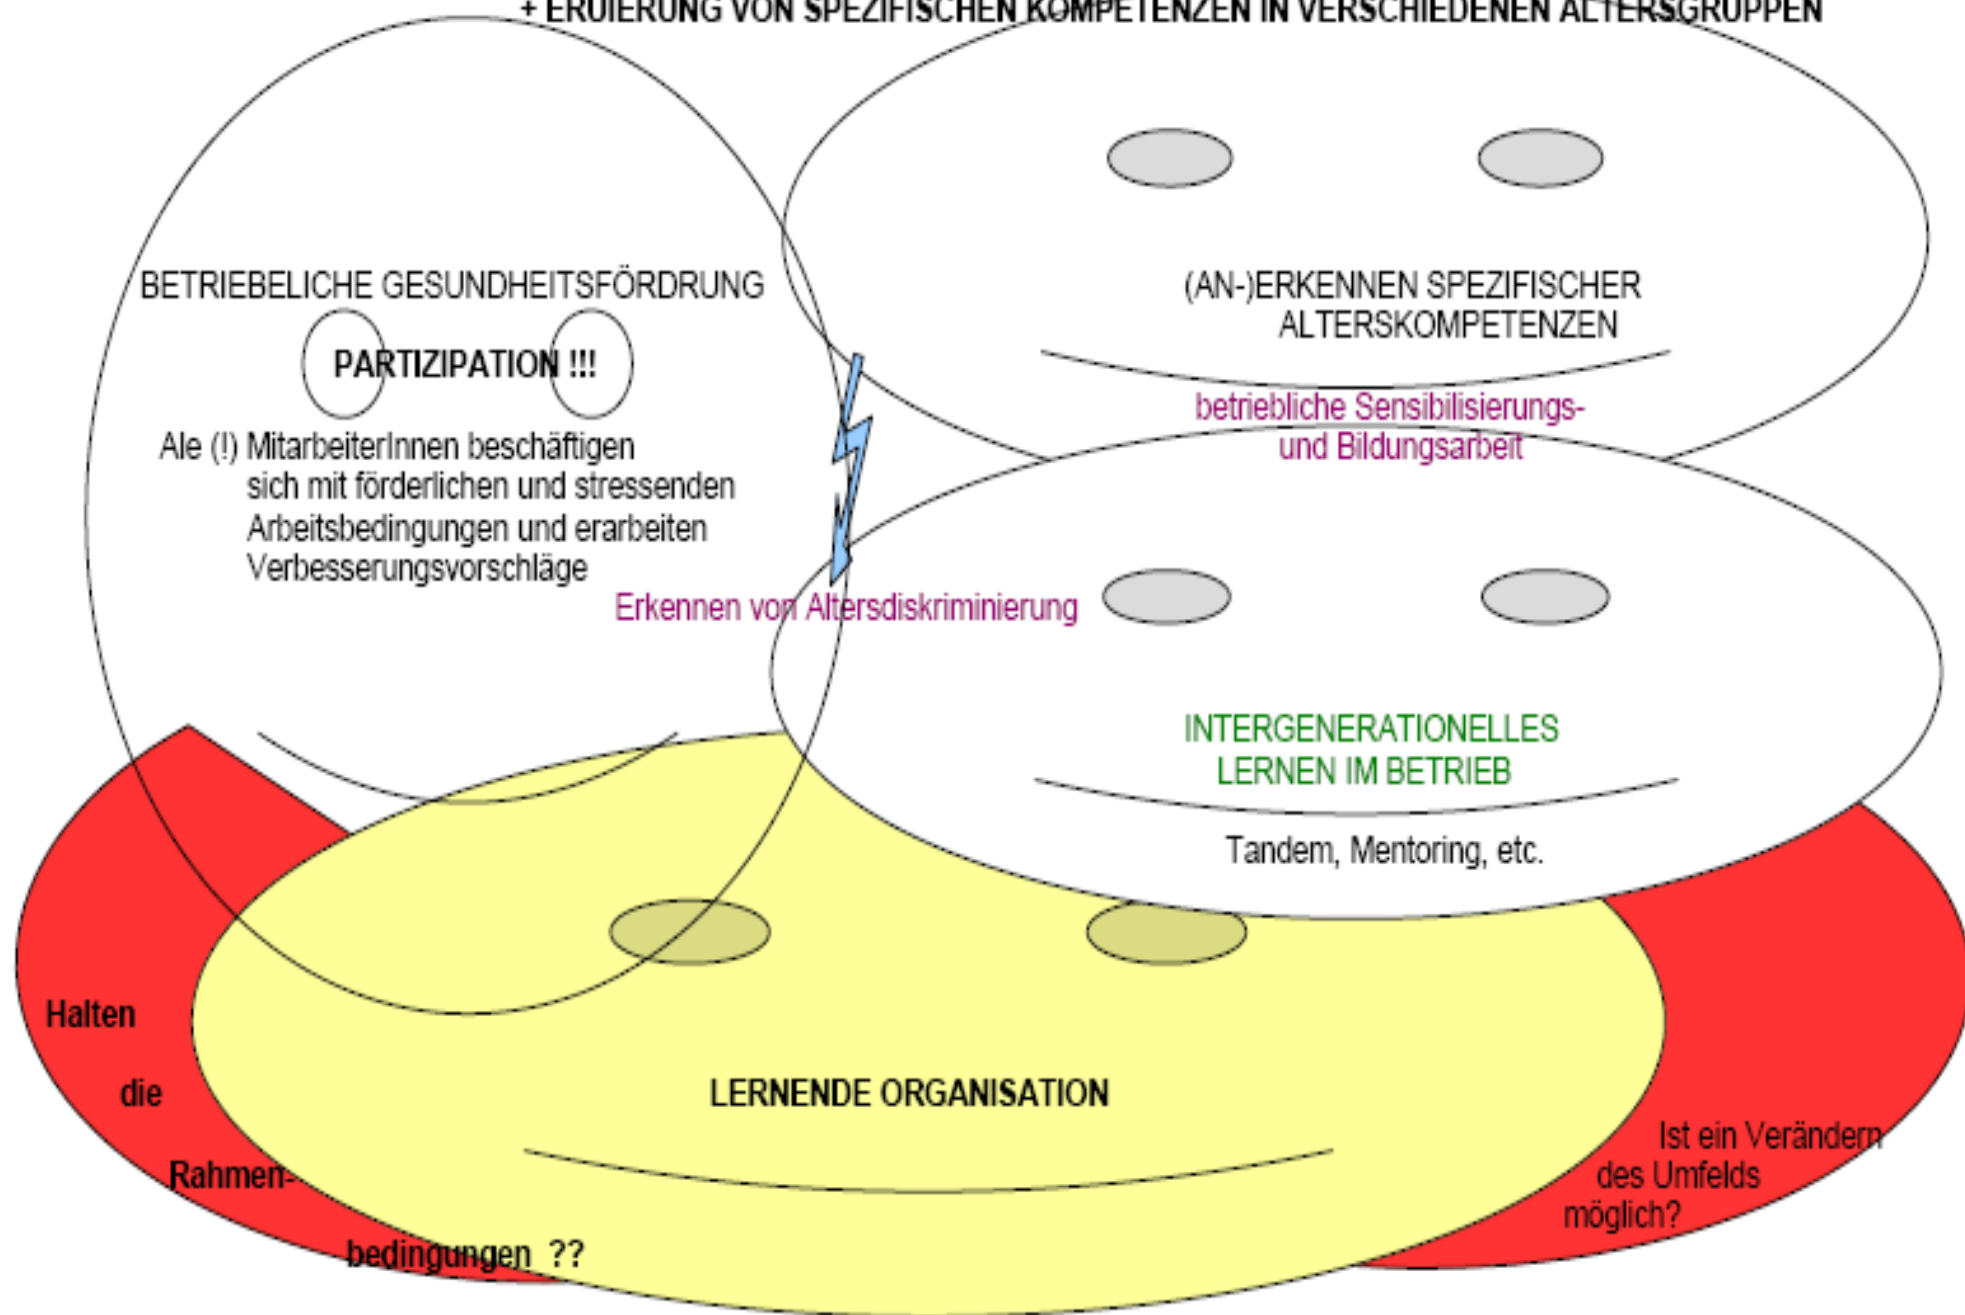 + ERUIERUNG VON SPEZIFISCHEN KOMPETENZEN IN VERSCHIEDENEN ALTERSGRUPPEN
BETRIEBELICHE GESUNDHEITSFÖRDRUNG
PARTIZIPATION !!!
Ale (!) MitarbeiterInnen beschäftigen
sich mit förderlichen und stressenden
Arbeitsbedingungen und erarbeiten
Verbesserungsvorschläge
(AN-)ERKENNEN SPEZIFISCHER
ALTERSKOMPETENZEN
betriebliche Sensibilisierungs-
und Bildungsarbeit
Erkennen von Altersdiskriminierung
INTERGENERATIONELLES
LERNEN IM BETRIEB
Tandem, Mentoring, etc.
LERNENDE ORGANISATION
Halten
die
Rahmen-
bedingungen ??
Ist ein Verändern
des Umfelds
möglich?